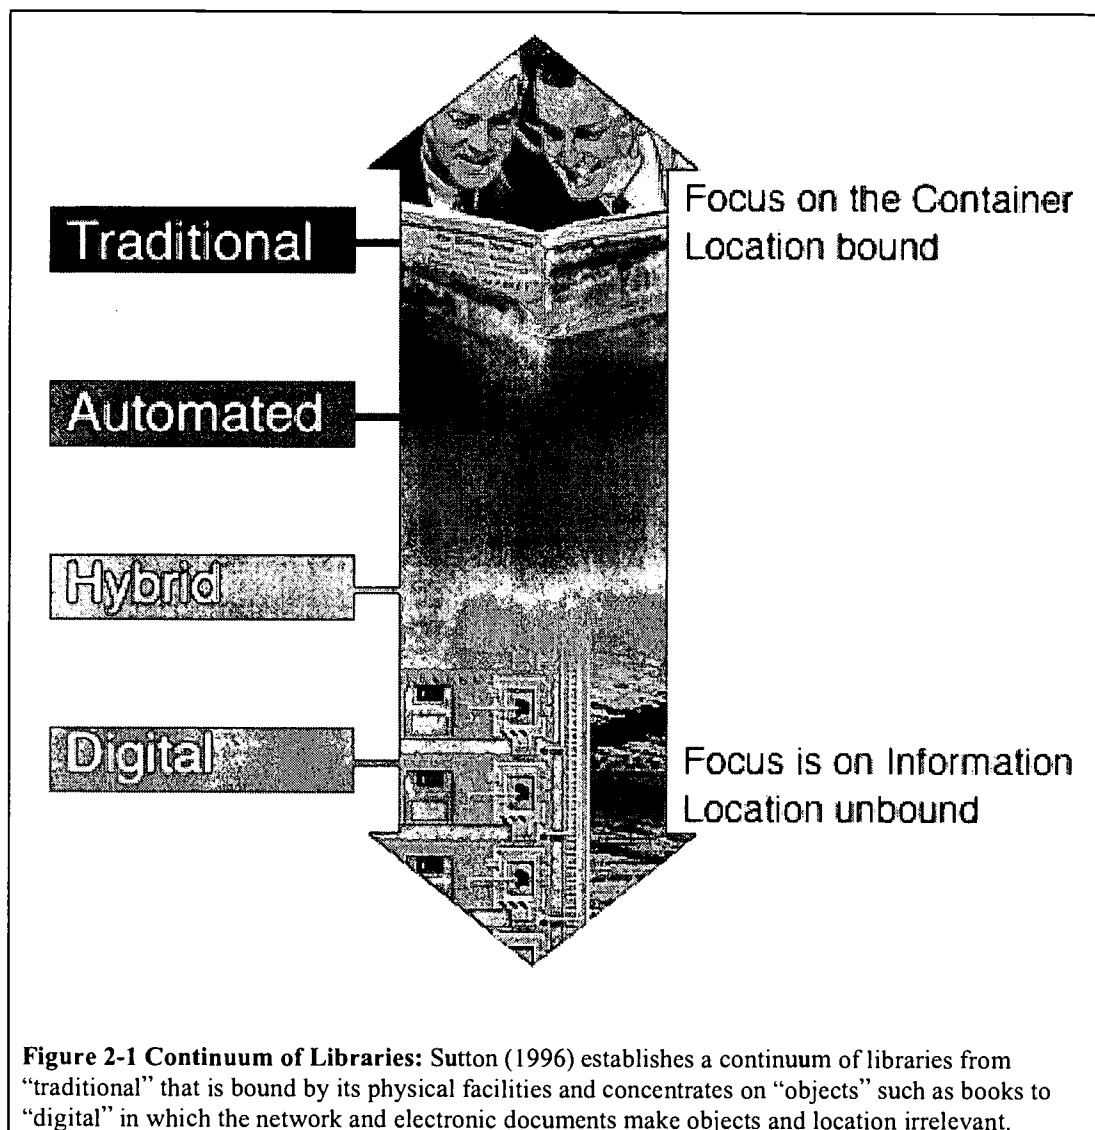 Traditional
Focus on the Container
Location bound
Automated
Hybrid
Digital
Focus is on Information
Location unbound
Figure 2-1 Continuum of Libraries: Sutton (1996) establishes a continuum of libraries from
“traditional” that is bound by its physical facilities and concentrates on “objects” such as books to
“digital” in which the network and electronic documents make objects and location irrelevant.